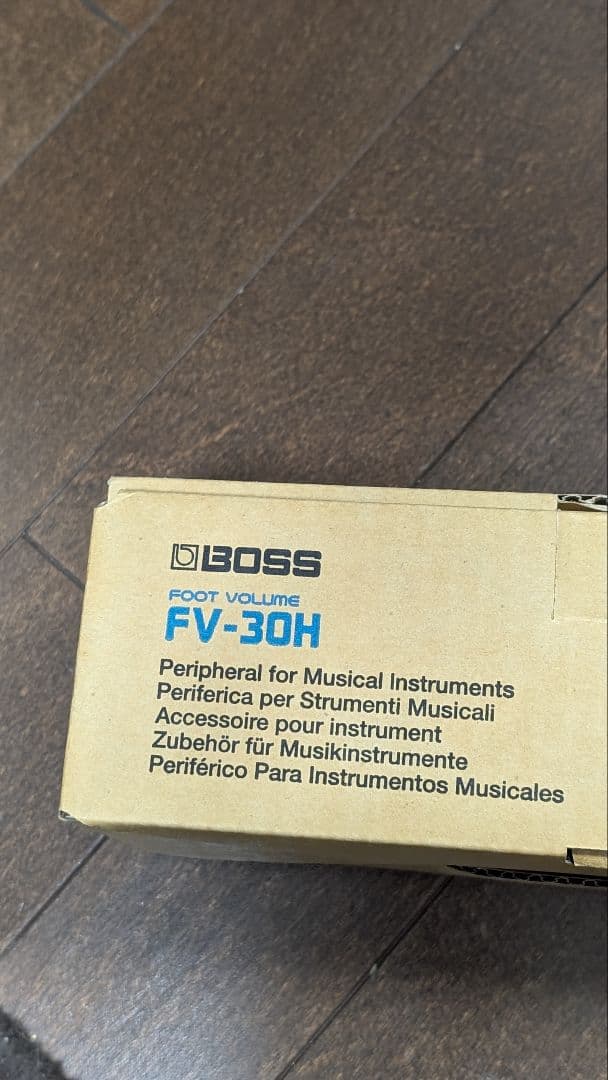 BOSS
FOOT VOLUME
FV-30H
Peripheral for Musical Instruments
Periferica per Strumenti Musicali
Accessoire pour instrument
Zubehör für Musikinstrumente
Periférico Para Instrumentos Musicales